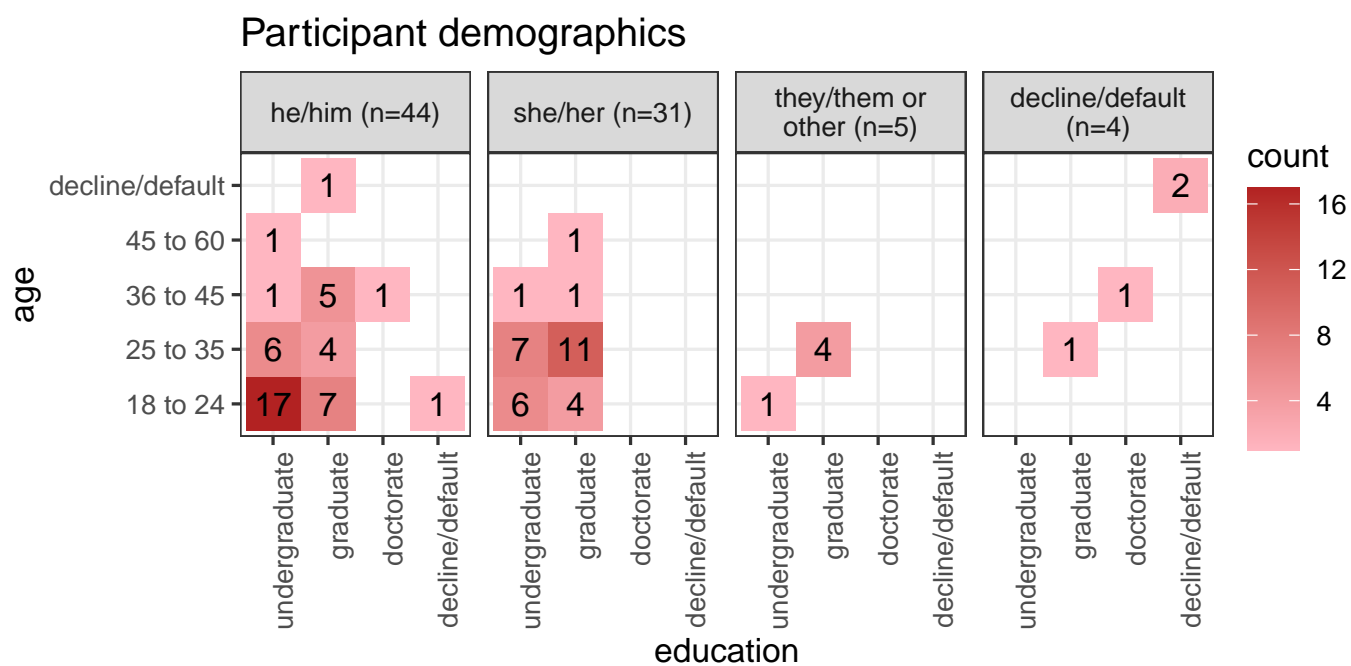 Participant demographics
he/him (n=44)
she/her (n=31)
they/them or
other (n=5)
decline/default
(n=4)
age
decline/default
1
2
45 to 60
1
1
36 to 45
1 5 1
1 1
1
25 to 35
6 4
7 11
4
1
18 to 24
17 7 1
6 4
1
undergraduate
graduate
doctorate
decline/default
undergraduate
graduate
doctorate
decline/default
undergraduate
graduate
doctorate
decline/default
undergraduate
graduate
doctorate
decline/default
education
count
16
12
8
4